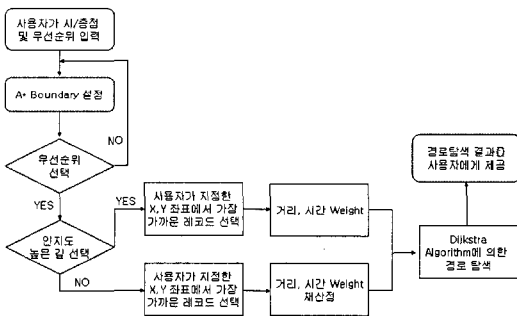 사용자가 시/종점
및 우선순위 입력
A* Boundary 설정
NO
우선순위
선택
YES
인지도
높은 길 선택
YES
사용자가 지정한
X,Y 좌표에서 가장
가까운 레코드 선택
거리, 시간 Weight
NO
사용자가 지정한
X,Y 좌표에서 가장
가까운 레코드 선택
거리, 시간 Weight
재산정
경로탐색 결과를
사용자에게 제공
Dijkstra
Algorithm에 의한
경로 탐색